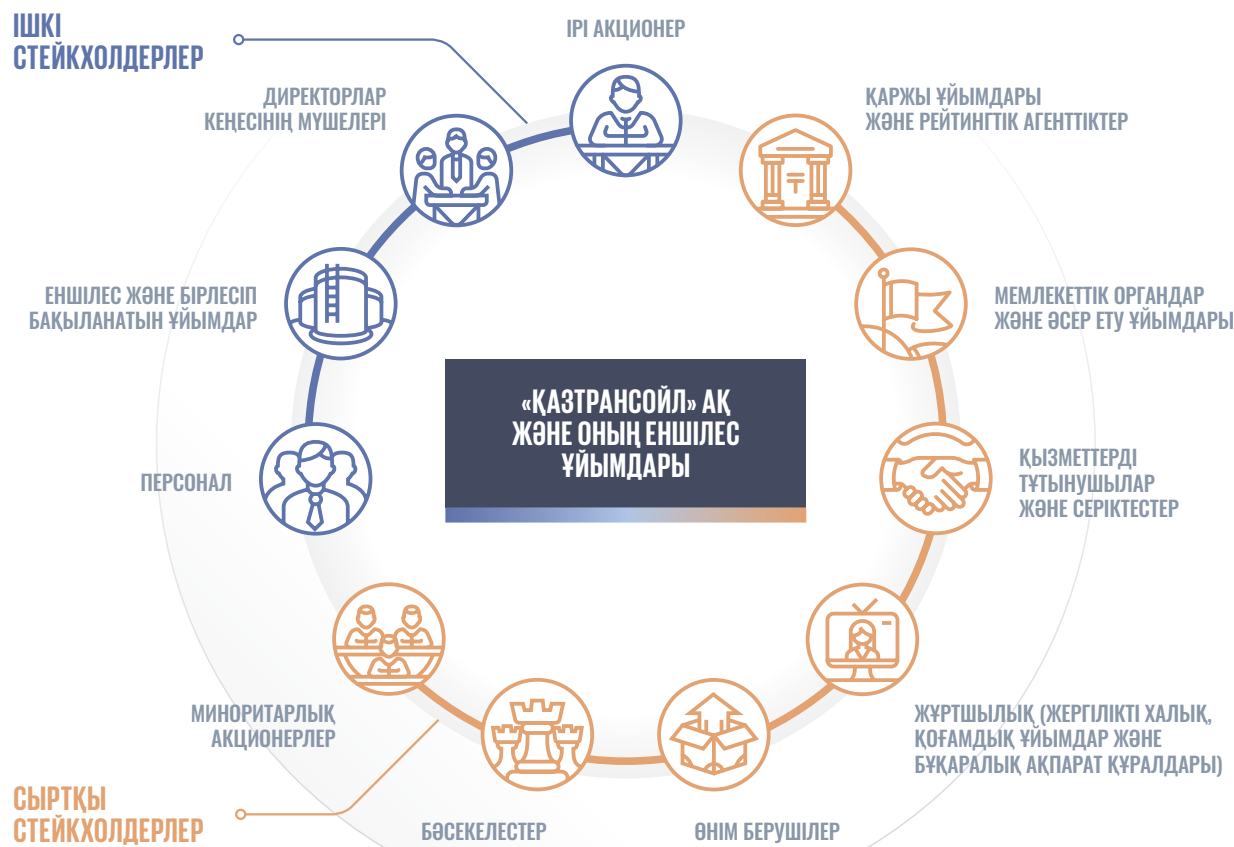 ІШКІ
СТЕЙКХОЛДЕРЛЕР
ІРІ АКЦИОНЕР
ДИРЕКТОРЛАР
КЕҢЕСІНІҢ МҮШЕЛЕРІ
ҚАРЖЫ ҰЙЫМДАРЫ
ЖӘНЕ РЕЙТИНГТІК АГЕНТТІКТЕР
ЕНШІЛЕС ЖӘНЕ БІРЛЕСІП
БАҚЫЛАНАТЫН ҰЙЫМДАР
МЕМЛЕКЕТТІК ОРГАНДАР
ЖӘНЕ ӘСЕР ЕТУ ҰЙЫМДАРЫ
«ҚАЗТРАНСОЙЛ» АҚ
ЖӘНЕ ОНЫҢ ЕНШІЛЕС
ҰЙЫМДАРЫ
ПЕРСОНАЛ
ҚЫЗМЕТТЕРДІ
ТҰТЫНУШЫЛАР
ЖӘНЕ СЕРІКТЕСТЕР
МИНОРИТАРЛЫҚ
АКЦИОНЕРЛЕР
ЖҰРТШЫЛЫҚ (ЖЕРГІЛІКТІ ХАЛЫҚ,
ҚОҒАМДЫҚ ҰЙЫМДАР ЖӘНЕ
БҰҚАРАЛЫҚ АҚПАРАТ ҚҰРАЛДАРЫ)
СЫРТҚЫ
СТЕЙКХОЛДЕРЛЕР
БӘСЕКЕЛЕСТЕР
ӨНІМ БЕРУШІЛЕР